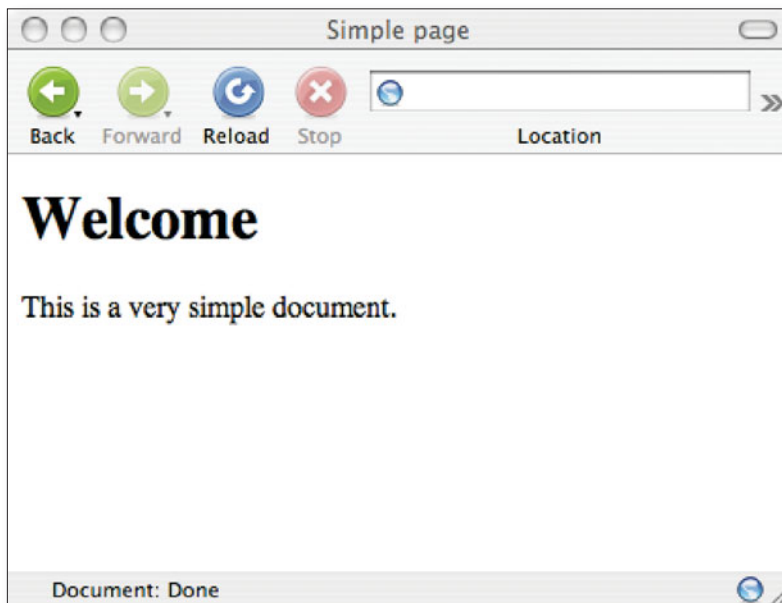 Simple page
Back Forward Reload Stop Location
Welcome
This is a very simple document.
Document: Done